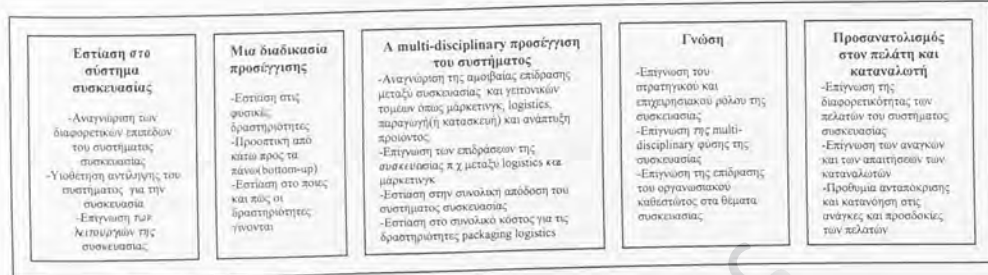 Εστίαση στο
σύστημα
συσκευασίας
-Αναγνώριση των
διαφορετικών επιπέδων
του συστήματος
συσκευασίας
-Υιοθέτηση αντίληψης του
συστήματος για την
συσκευασία
-Επίγνωση των
λειτουργιών της
συσκευασίας
Μια διαδικασία
προσέγγισης
-Εστίαση στις
φυσικές
δραστηριότητες
-Προοπτική από
κάτω προς τα
πάνω(bottom-up)
-Εστίαση στο ποιες
και πώς οι
δραστηριότητες
γίνονται
A multi-disciplinary προσέγγιση
του συστήματος
-Αναγνώριση της αμοιβαίας επίδρασης
μεταξύ συσκευασίας και γειτονικών
τομέων όπως μάρκετινγκ, logistics,
παραγωγή(ή κατασκευή) και ανάπτυξη
προϊόντος
-Επίγνωση των επιδράσεων της
συσκευασίας π χ μεταξύ logistics και
μάρκετινγκ
-Εστίαση στην συνολική απόδοση του
συστήματος συσκευασίας
-Εστίαση στο συνολικό κόστος για τις
δραστηριότητες packaging logistics
Γνώση
-Επίγνωση του
στρατηγικού και
επιχειρησιακού ρόλου της
συσκευασίας
-Επίγνωση της multi-
disciplinary φύσης της
συσκευασίας
-Επίγνωση της επίδρασης
του οργανωσιακού
καθεστώτος στα θέματα
συσκευασίας
Προσανατολισμός
στον πελάτη και
καταναλωτή
-Επίγνωση της
διαφορετικότητας των
πελατών του συστήματος
συσκευασίας
-Επίγνωση των αναγκών
και των απαιτήσεων των
καταναλωτών
-Προθυμία ανταπόκρισης
και κατανόηση στις
ανάγκες και προσδοκίες
των πελατών